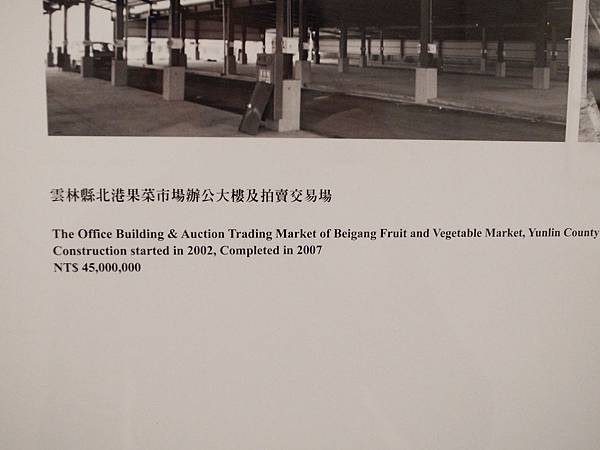 雲林縣北港果菜市場辦公大樓及拍賣交易場
The Office Building & Auction Trading Market of Beigang Fruit and Vegetable Market, Yunlin County
Construction started in 2002, Completed in 2007
NT$ 45,000,000